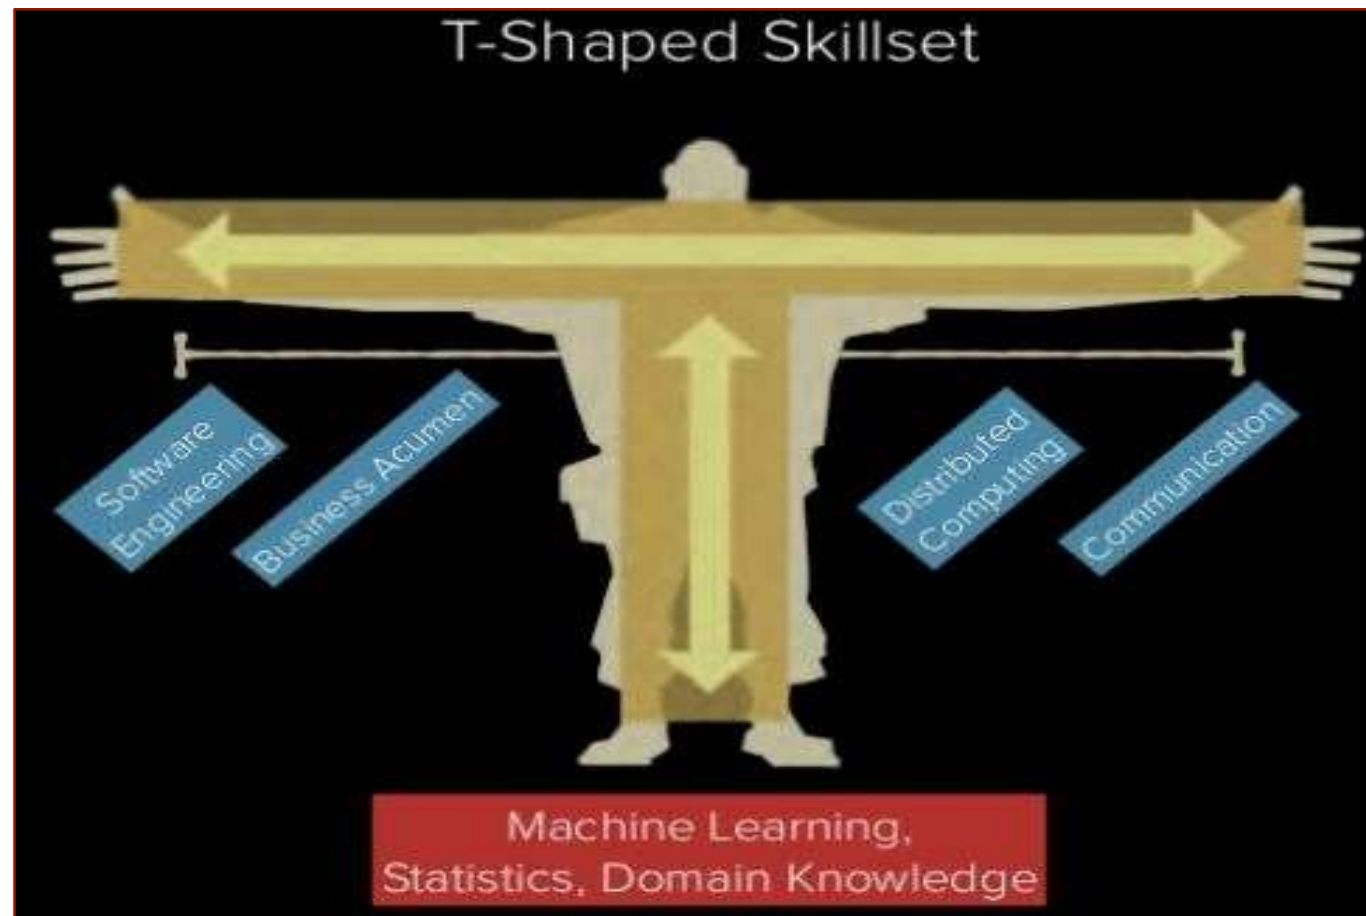 T-Shaped Skillset
Software
Engineering
Business Acumen
Distributed
Computing
Communication
Machine Learning,
Statistics, Domain Knowledge